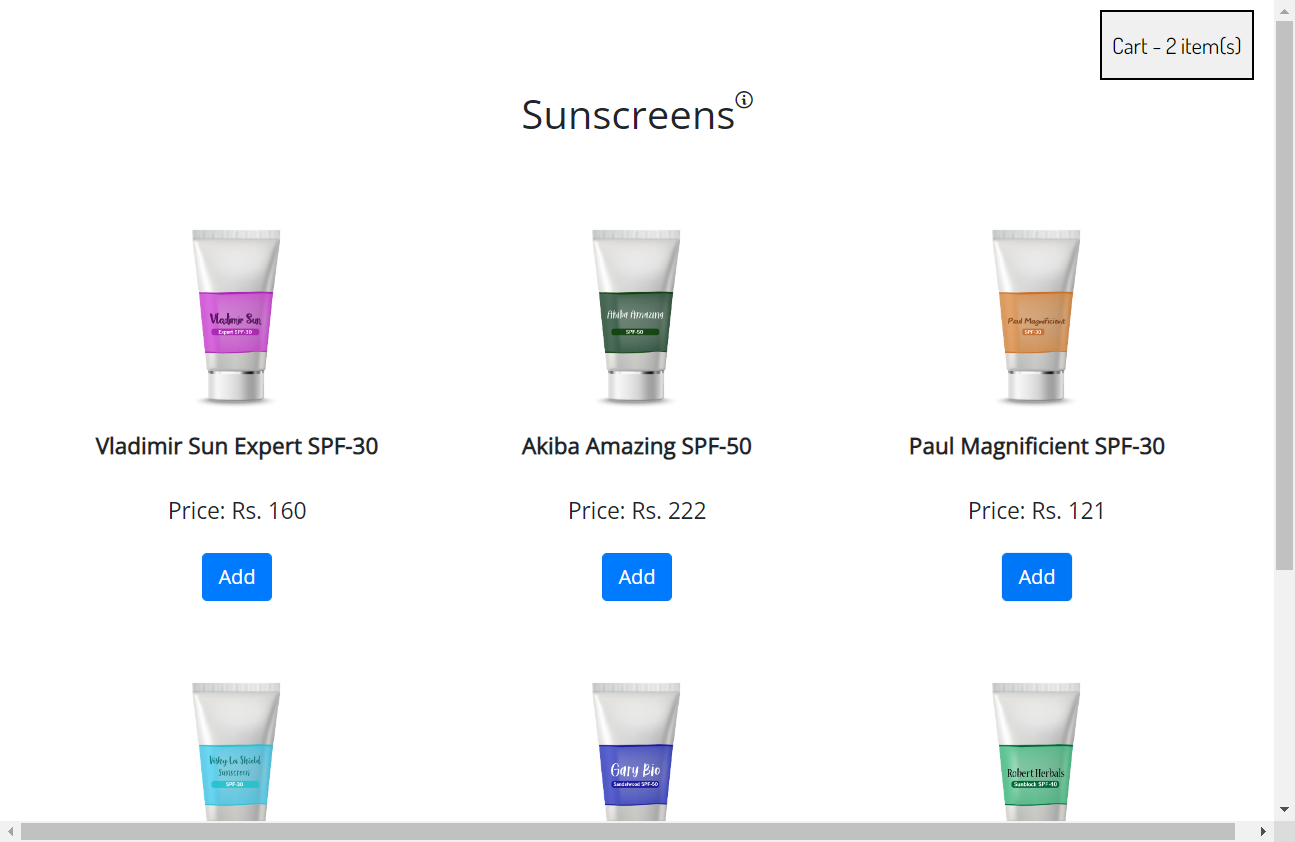 Cart - 2 item(s)
Sunscreens
Vladimir Sun
Expert SPF-30
Akiba Amazing
SPF-50
Paul Magnificient
SPF-30
Vladimir Sun Expert SPF-30
Akiba Amazing SPF-50
Paul Magnificient SPF-30
Price: Rs. 160
Price: Rs. 222
Price: Rs. 121
Add
Add
Add
Vishy La Shield
Sunscreen
SPF-30
Gary Bio
Sandalwood SPF-50
Robert Herbals
Sunblock SPF-40